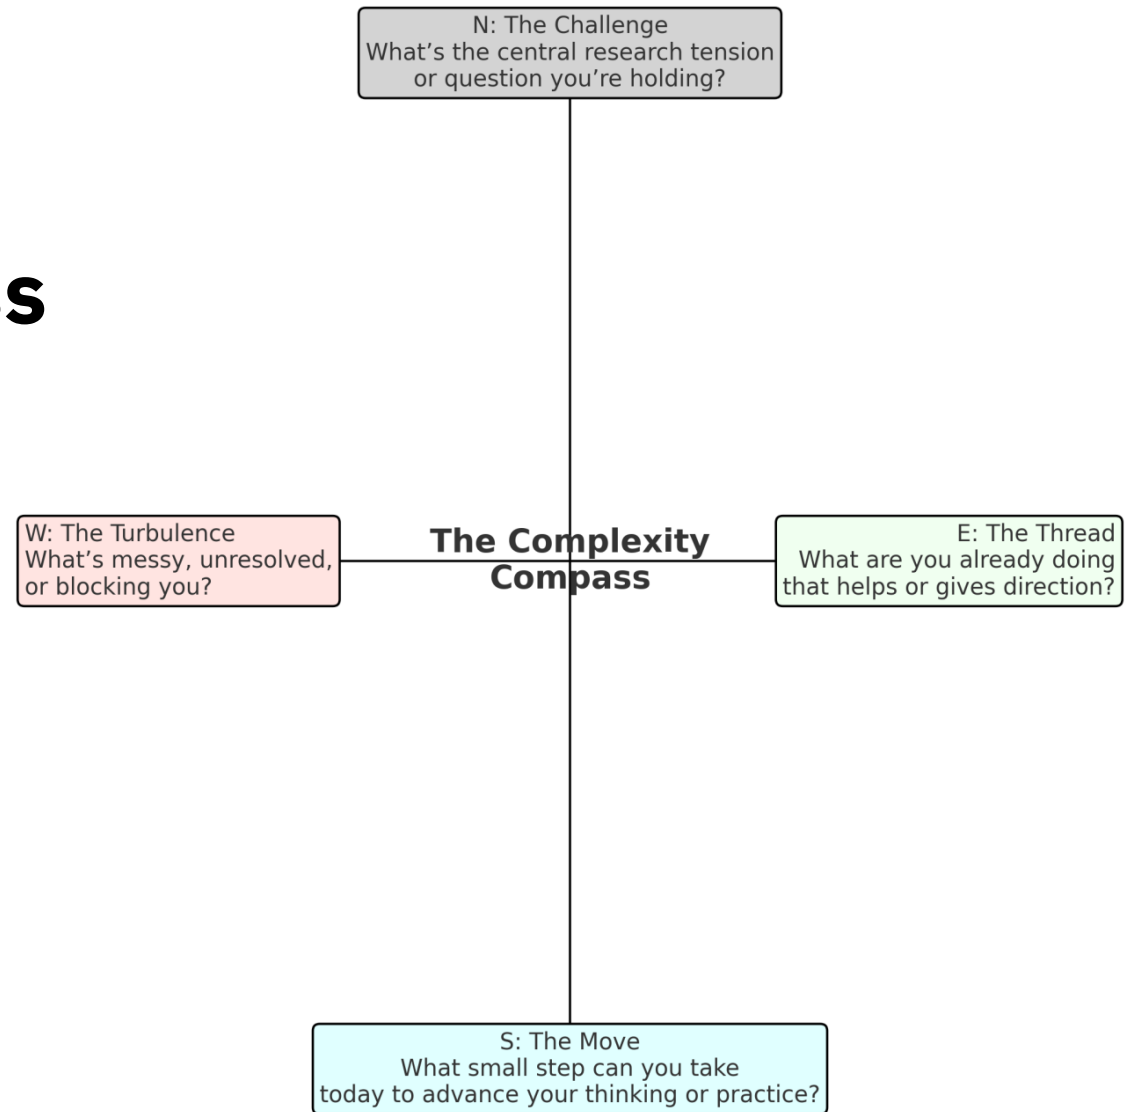 N: The Challenge
What’s the central research tension
or question you’re holding?
s
W: The Turbulence
What’s messy, unresolved,
or blocking you?
The Complexity
Compass
E: The Thread
What are you already doing
that helps or gives direction?
S: The Move
What small step can you take
today to advance your thinking or practice?